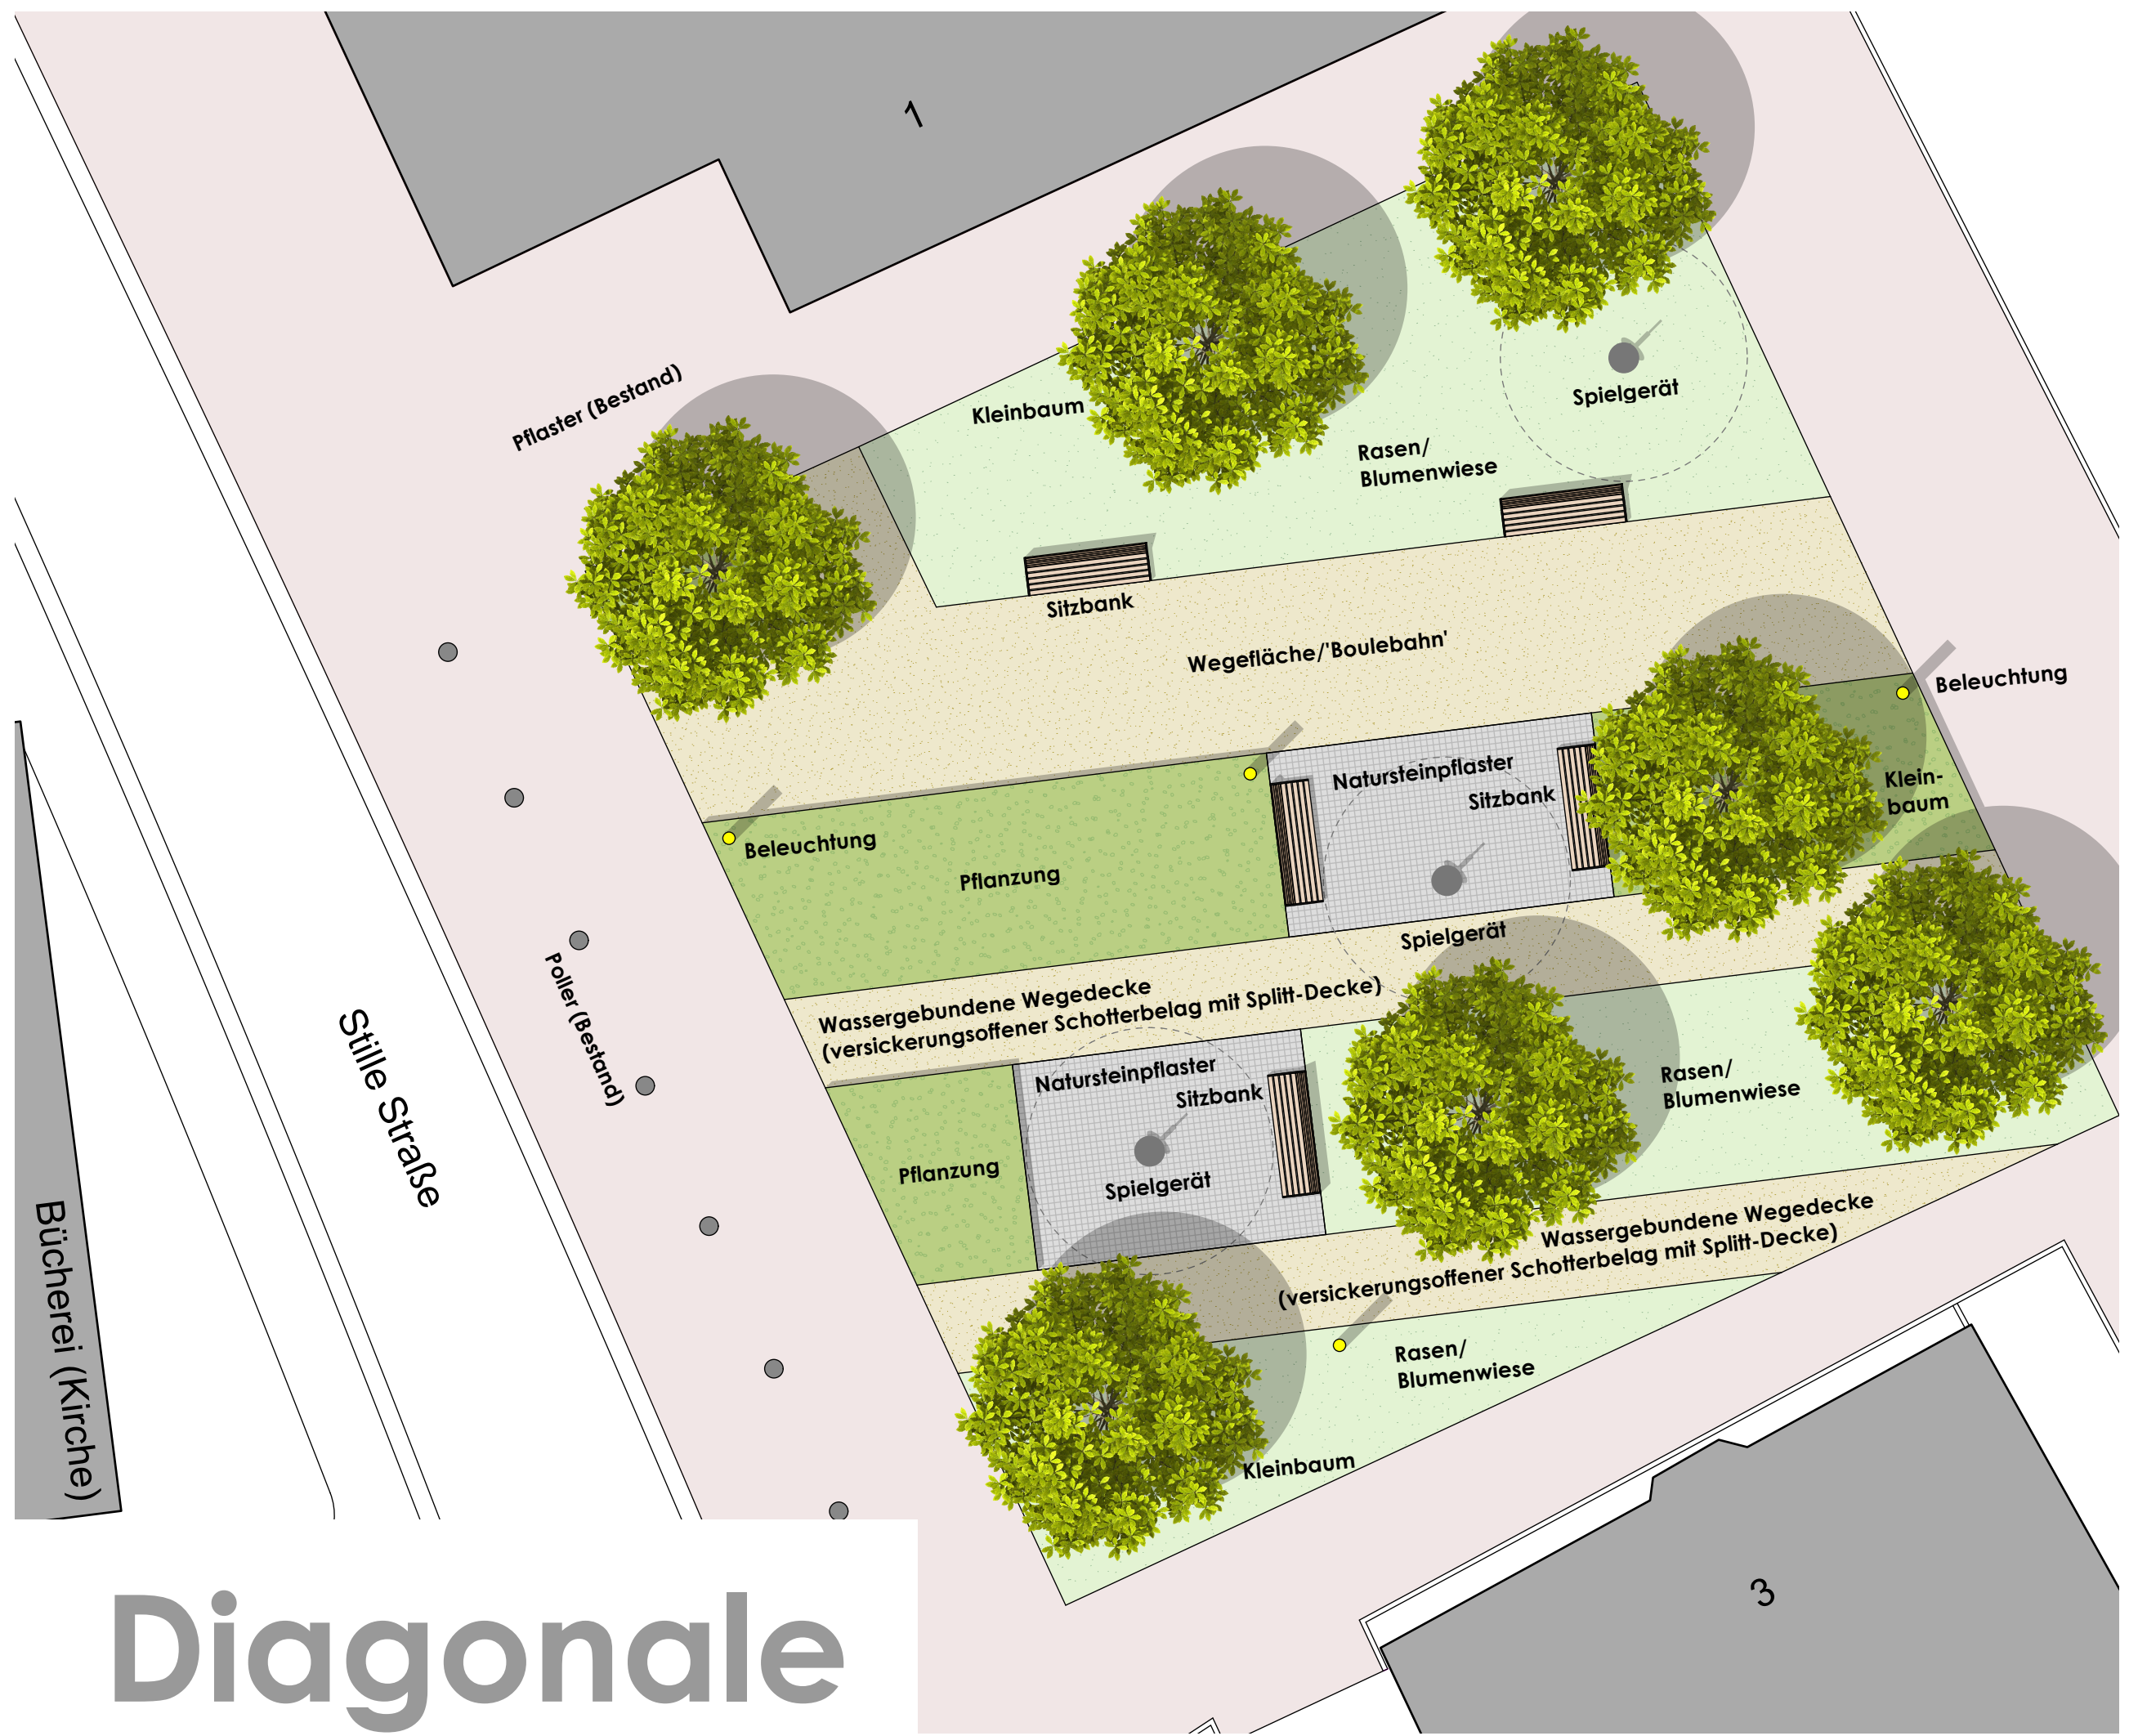 1
Pflaster (Bestand)
Kleinbaum
Rasen/
Blumenwiese
Spielgerät
Sitzbank
Wegefläche/'Boulebahn'
Beleuchtung
Natursteinpflaster
Sitzbank
Klein-
baum
Beleuchtung
Pflanzung
Spielgerät
Wassergebundene Wegedecke
(versickerungsoffener Schotterbelag mit Splitt-Decke)
Poller (Bestand)
Stille Straße
Natursteinpflaster
Sitzbank
Rasen/
Blumenwiese
Pflanzung
Spielgerät
Wassergebundene Wegedecke
(versickerungsoffener Schotterbelag mit Splitt-Decke)
Bücherei (Kirche)
Rasen/
Blumenwiese
Kleinbaum
3
Diagonale